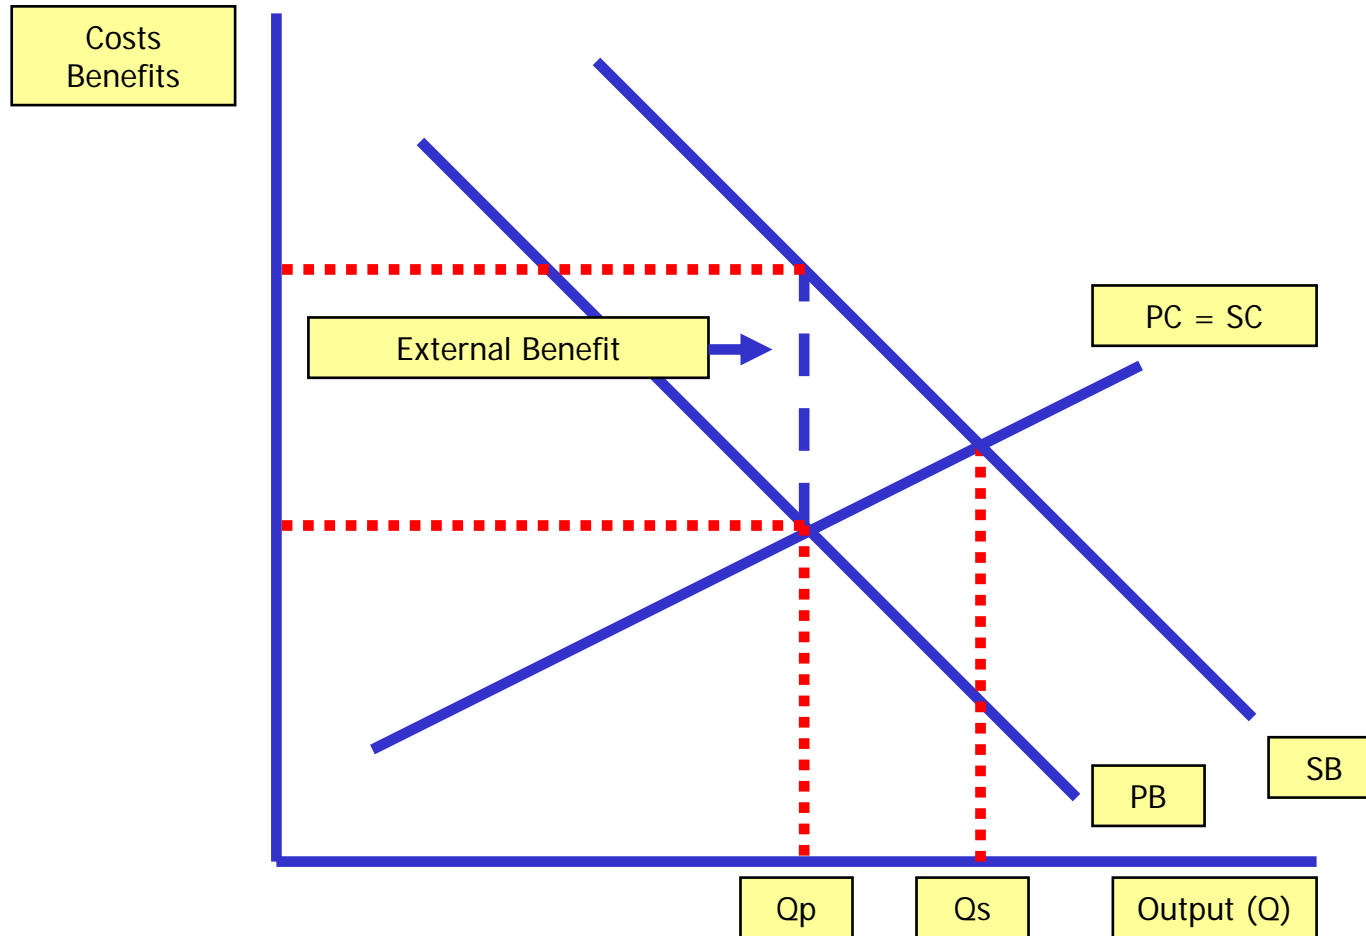 Costs
Benefits
PC = SC
External Benefit
SB
PB
Qp
Qs
Output (Q)